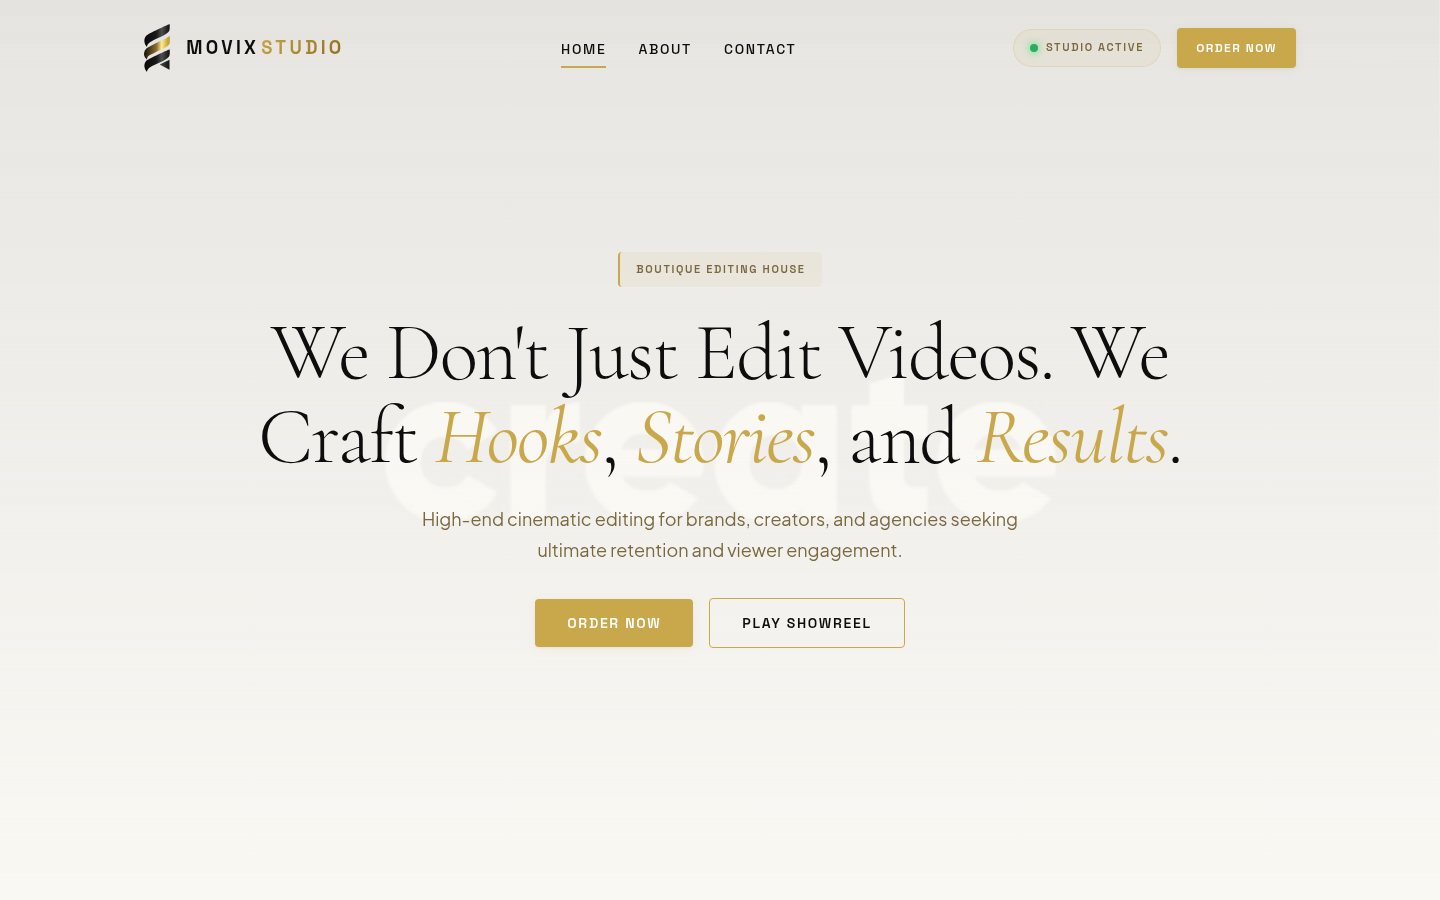 MOVIX STUDIO
HOME
ABOUT
CONTACT
STUDIO ACTIVE
ORDER NOW
BOUTIQUE EDITING HOUSE
create
We Don't Just Edit Videos. We
Craft Hooks, Stories, and Results.
High-end cinematic editing for brands, creators, and agencies seeking
ultimate retention and viewer engagement.
ORDER NOW
PLAY SHOWREEL